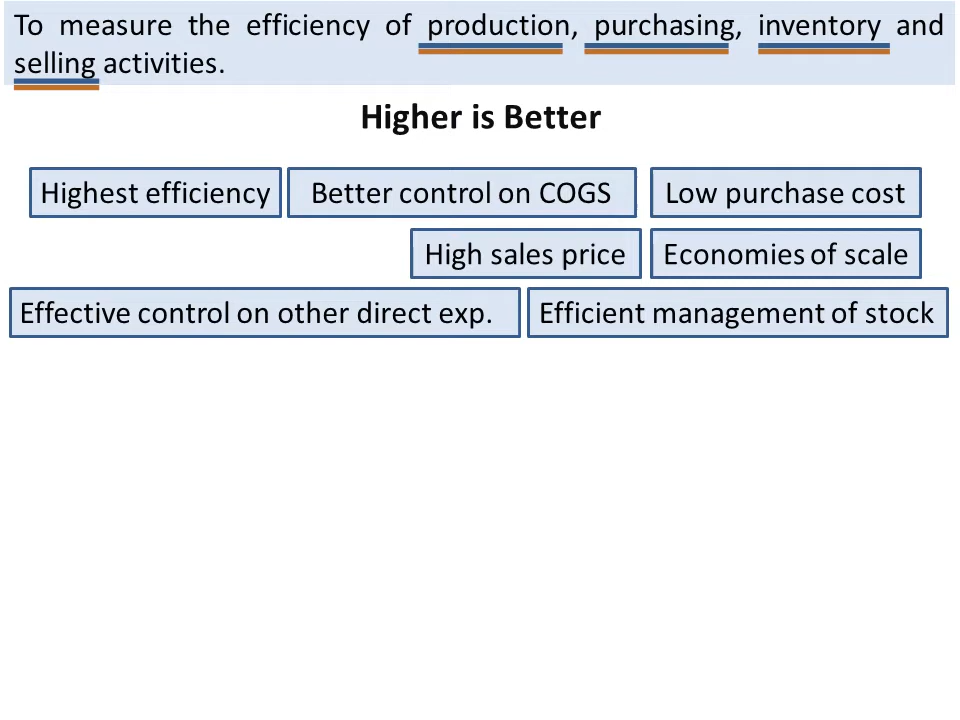 To measure the efficiency of production, purchasing, inventory and
selling activities.
Higher is Better
Highest efficiency
Better control on COGS
Low purchase cost
High sales price
Economies of scale
Effective control on other direct exp.
Efficient management of stock